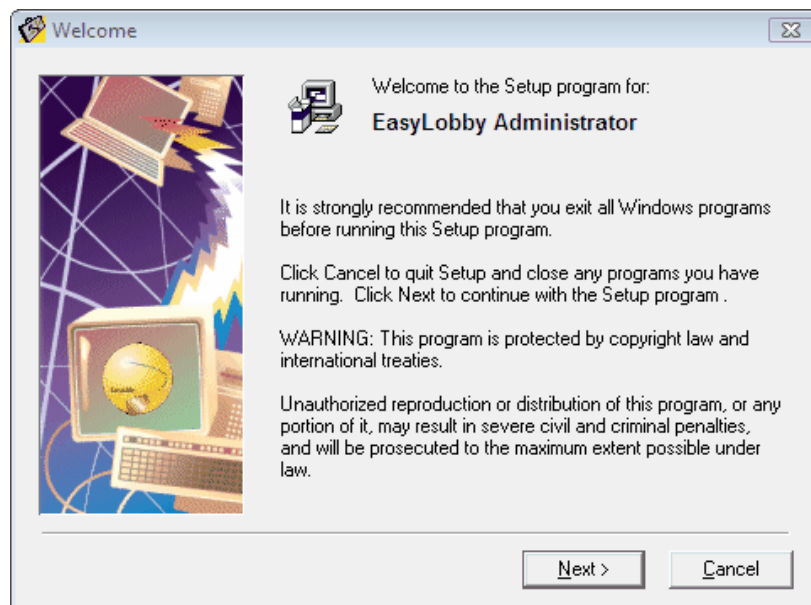 Welcome
Welcome to the Setup program for:
EasyLobby Administrator
It is strongly recommended that you exit all Windows programs
before running this Setup program.
Click Cancel to quit Setup and close any programs you have
running.  Click Next to continue with the Setup program .
WARNING: This program is protected by copyright law and
international treaties.
Unauthorized reproduction or distribution of this program, or any
portion of it, may result in severe civil and criminal penalties,
and will be prosecuted to the maximum extent possible under
law.
Next >
Cancel